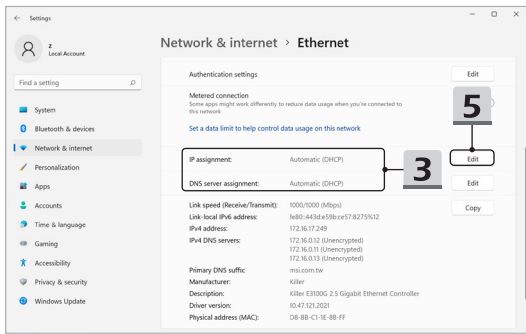 Settings
z
Local Account
Find a setting
System
Bluetooth & devices
Network & internet
Personalization
Apps
Accounts
Time & language
Gaming
Accessibility
Privacy & security
Windows Update
Network & internet > Ethernet
Authentication settings
Edit
Metered connection
Some apps might work differently to reduce data usage when you're connected to
this network
5
Set a data limit to help control data usage on this network
IP assignment: Automatic (DHCP)
Edit
3
DNS server assignment: Automatic (DHCP)
Edit
Link speed (Receive/Transmit): 1000/1000 (Mbps)
Copy
Link-local IPv6 address: fe80::443d:e59b:ce57:8275%12
IPv4 address: 172.16.17.249
IPv4 DNS servers: 172.16.0.12 (Unencrypted)
172.16.0.11 (Unencrypted)
172.16.0.13 (Unencrypted)
Primary DNS suffix: msi.com.tw
Manufacturer: Killer
Description: Killer E3100G 2.5 Gigabit Ethernet Controller
Driver version: 10.47.121.2021
Physical address (MAC): D8-BB-C1-1E-8B-FF